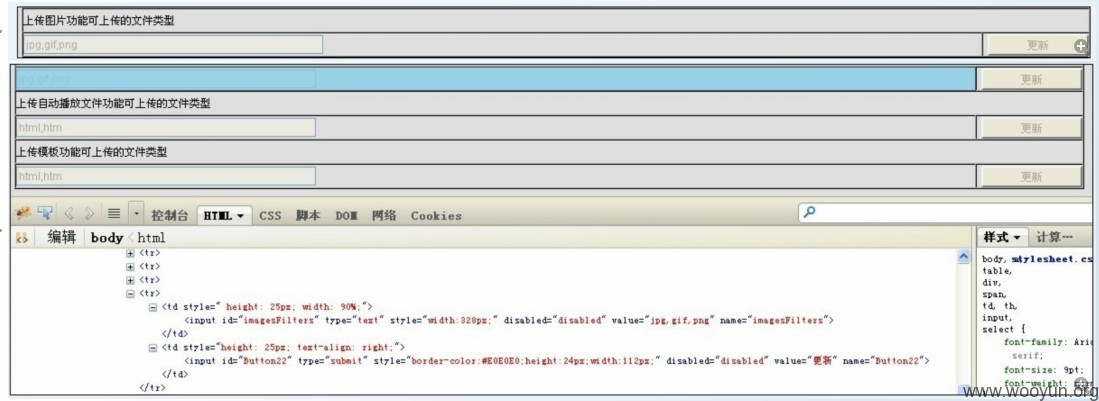 上传图片功能可上传的文件类型
jpg,gif,png
更新
jpg,gif,png
更新
上传自动播放文件功能可上传的文件类型
html,htm
更新
上传模板功能可上传的文件类型
html,htm
更新
控制台 HTML CSS 脚本 DOM 网络 Cookies
编辑 body < html
样式 计算…
<tr>
<tr>
<tr>
<tr>
<td style=" height: 25px; width: 90%;">
<input id="imagesFilters" type="text" style="width:328px;" disabled="disabled" value="jpg,gif,png" name="imagesFilters">
</td>
<td style="height: 25px; text-align: right;">
<input id="Button22" type="submit" style="border-color:#E0E0E0;height:24px;width:112px;" disabled="disabled" value="更新" name="Button22">
</td>
</tr>
body,
table,
div,
span,
td, th,
input,
select {
font-family: Aria
serif;
font-size: 9pt;
font-weight:
www.wooyun.org